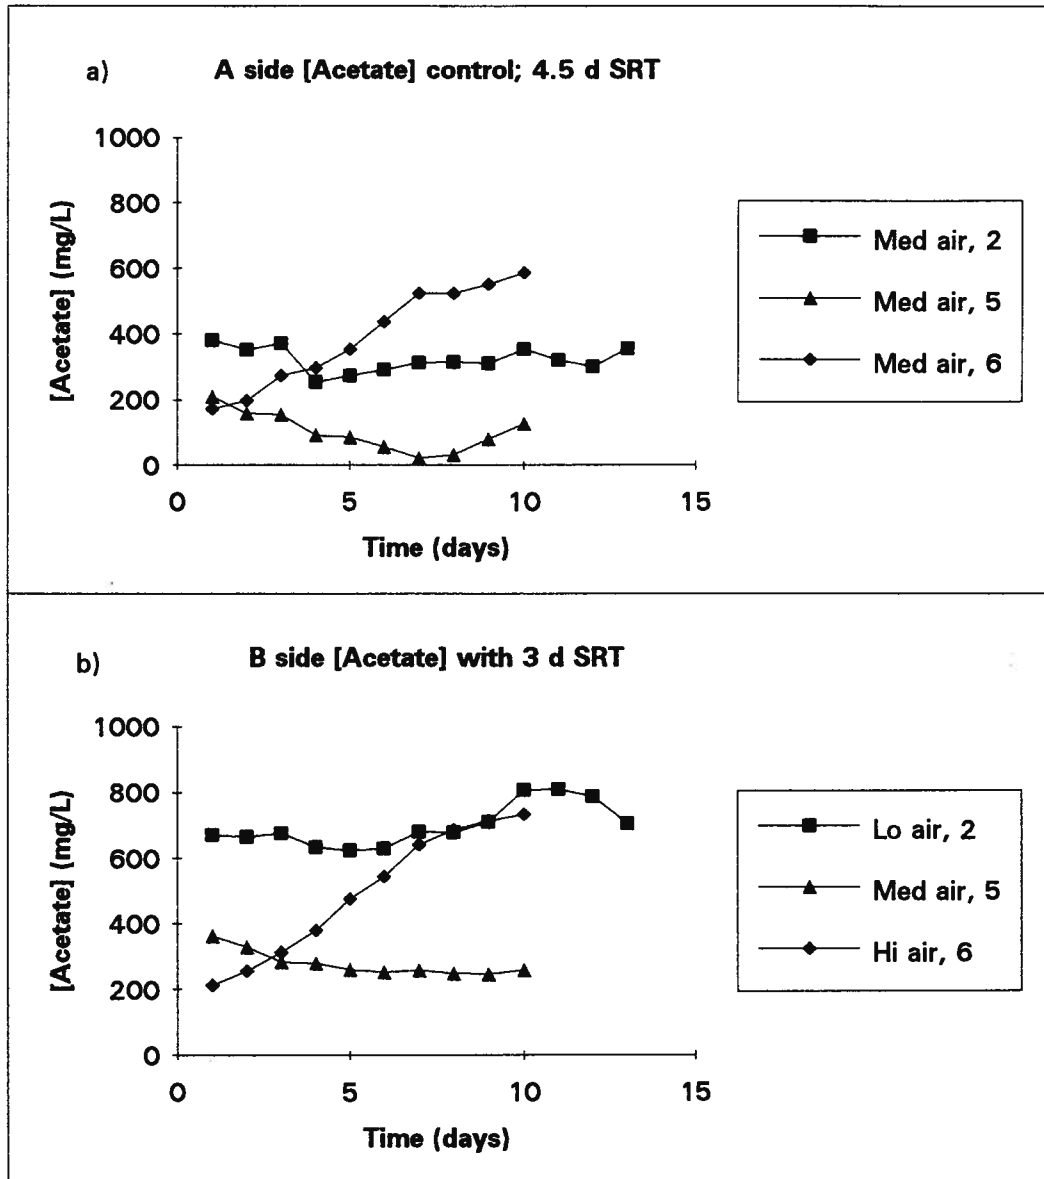 a) A side [Acetate] control; 4.5 d SRT
1000
800
600
400
200
0
[Acetate] (mg/L)
0 5 10 15
Time (days)
Med air, 2
Med air, 5
Med air, 6
b) B side [Acetate] with 3 d SRT
1000
800
600
400
200
0
[Acetate] (mg/L)
0 5 10 15
Time (days)
Lo air, 2
Med air, 5
Hi air, 6